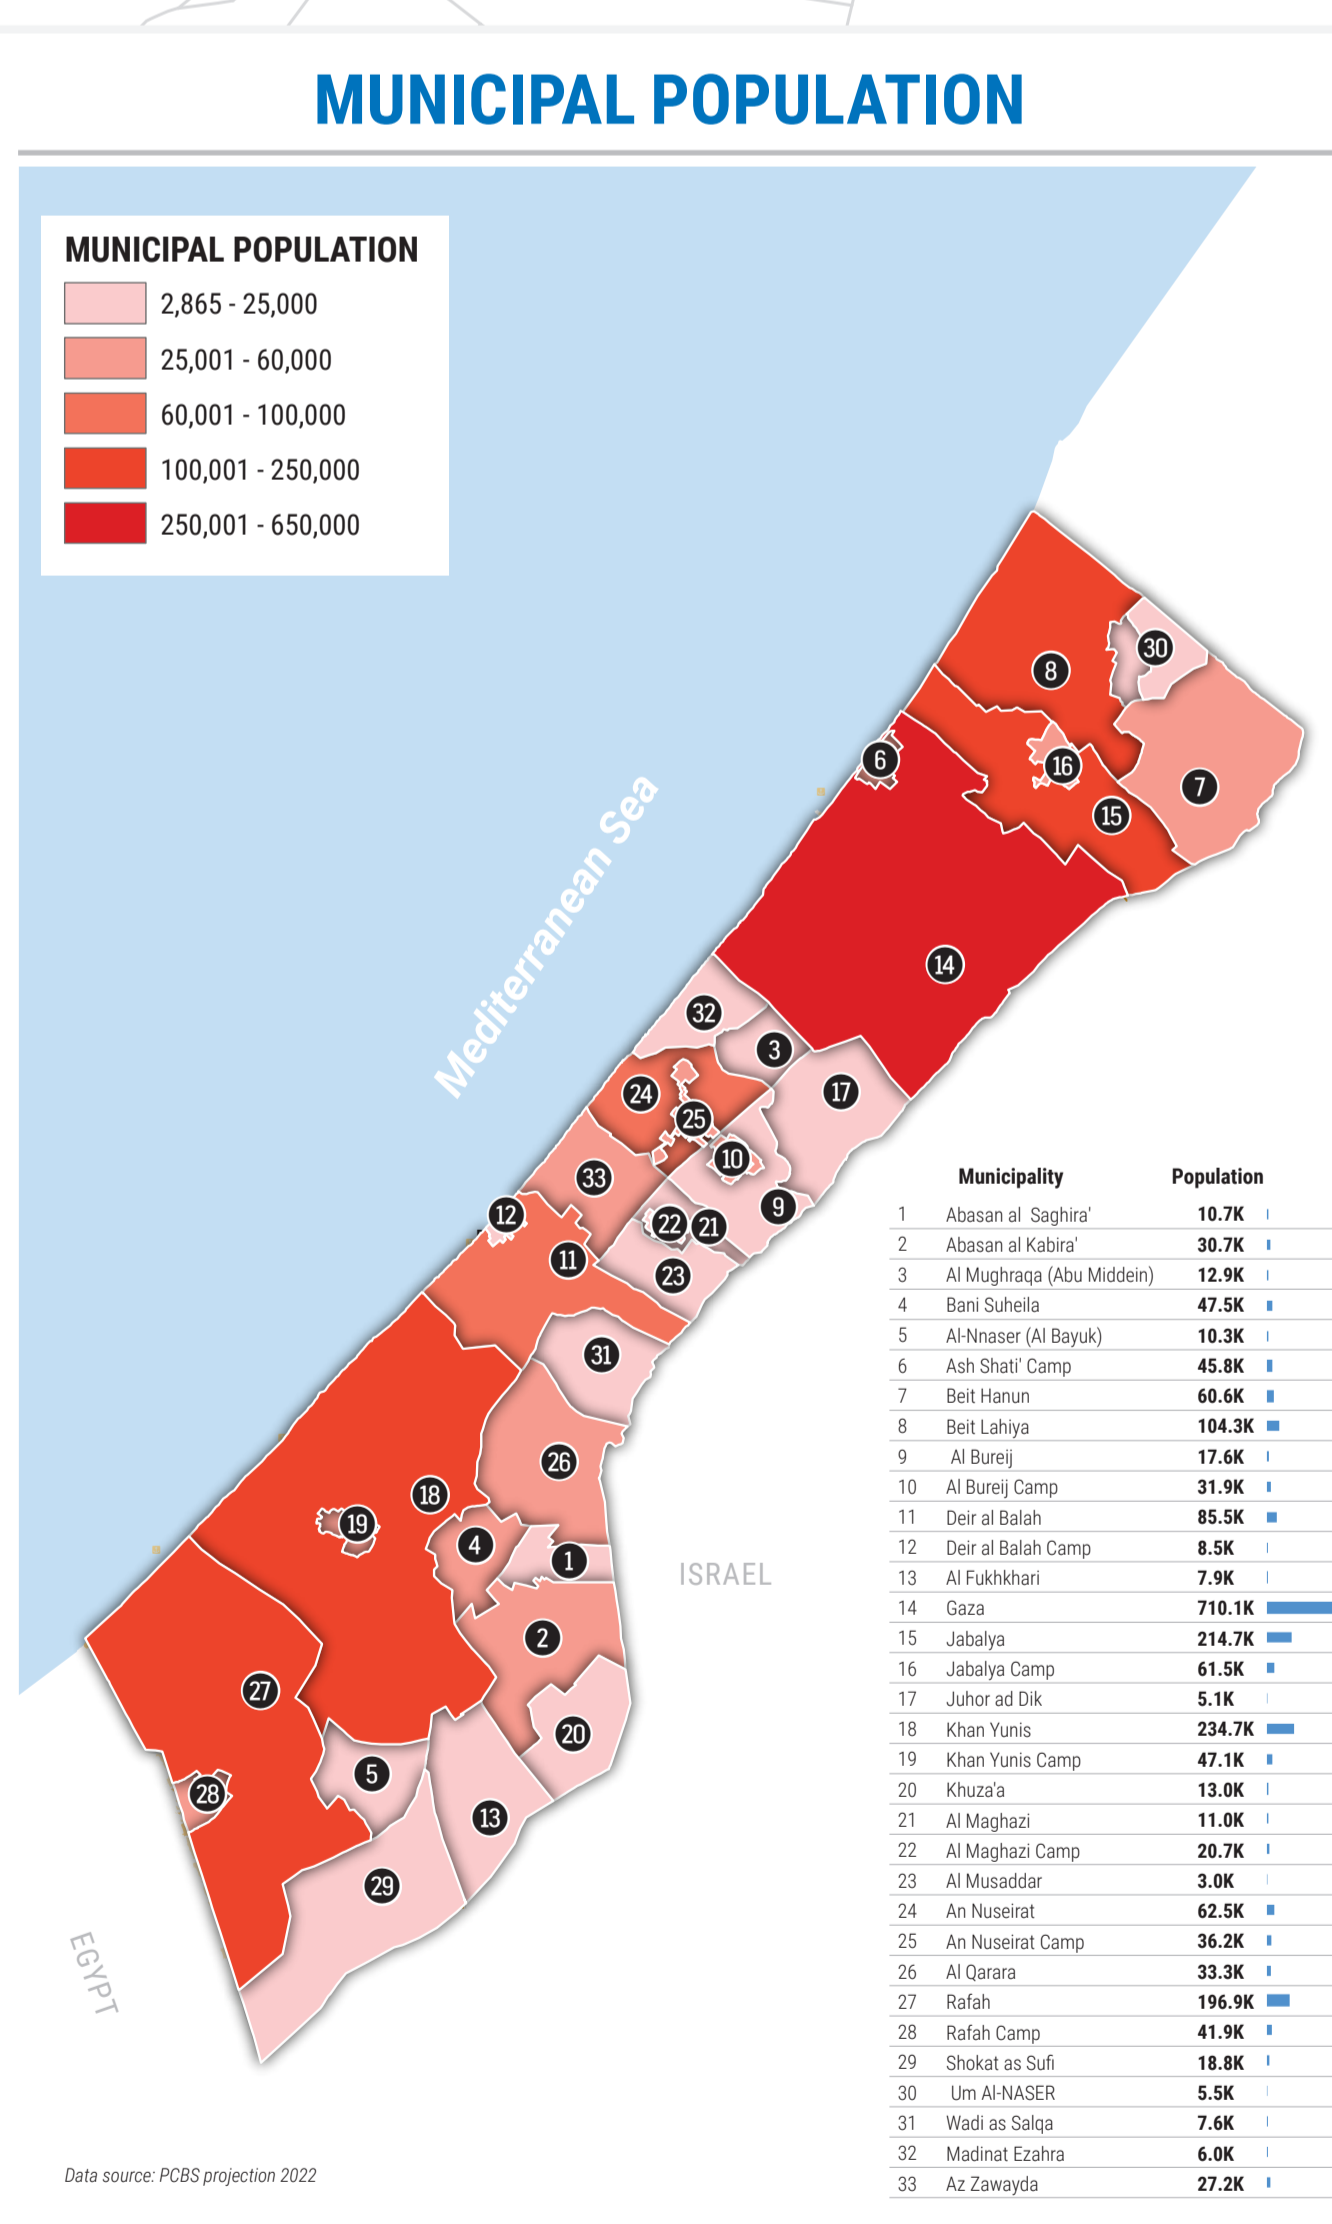 MUNICIPAL POPULATION
MUNICIPAL POPULATION
2,865 - 25,000
25,001 - 60,000
60,001 - 100,000
100,001 - 250,000
250,001 - 650,000
Mediterranean Sea
30
8
6
16
7
15
14
32
3
24
17
25
10
33
12
22
21
9
11
23
31
26
18
19
4
1
ISRAEL
2
27
20
5
28
13
29
EGYPT
Municipality Population
1 Abasan al Saghira' 10.7K
2 Abasan al Kabira' 30.7K
3 Al Mughraqa (Abu Middein) 12.9K
4 Bani Suheila 47.5K
5 Al-Nnaser (Al Bayuk) 10.3K
6 Ash Shati' Camp 45.8K
7 Beit Hanun 60.6K
8 Beit Lahiya 104.3K
9 Al Bureij 17.6K
10 Al Bureij Camp 31.9K
11 Deir al Balah 85.5K
12 Deir al Balah Camp 8.5K
13 Al Fukhkhari 7.9K
14 Gaza 710.1K
15 Jabalya 214.7K
16 Jabalya Camp 61.5K
17 Juhor ad Dik 5.1K
18 Khan Yunis 234.7K
19 Khan Yunis Camp 47.1K
20 Khuza'a 13.0K
21 Al Maghazi 11.0K
22 Al Maghazi Camp 20.7K
23 Al Musaddar 3.0K
24 An Nuseirat 62.5K
25 An Nuseirat Camp 36.2K
26 Al Qarara 33.3K
27 Rafah 196.9K
28 Rafah Camp 41.9K
29 Shokat as Sufi 18.8K
30 Um Al-NASER 5.5K
31 Wadi as Salqa 7.6K
32 Madinat Ezahra 6.0K
33 Az Zawayda 27.2K
Data source: PCBS projection 2022